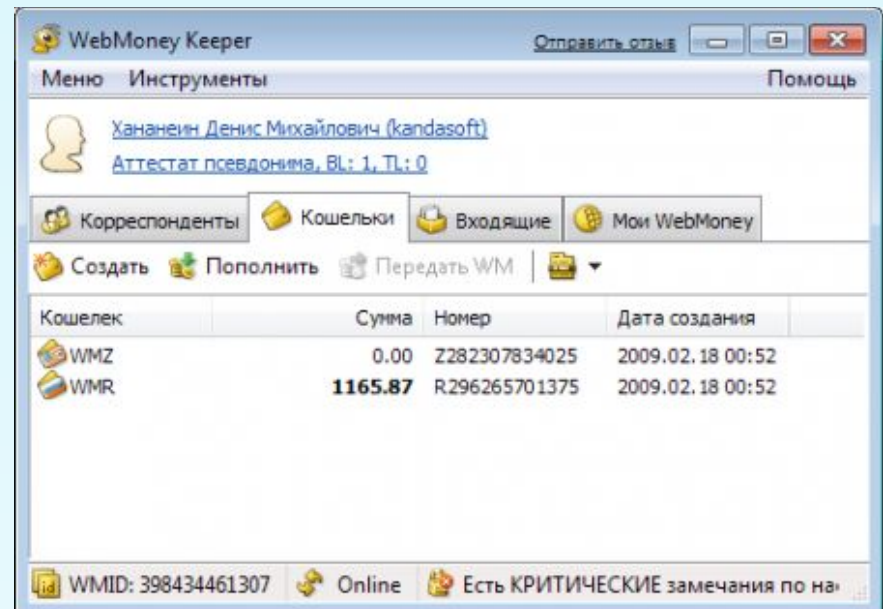 WebMoney Keeper Отправить отзыв
Меню Инструменты Помощь
Хананеин Денис Михайлович (kandasoft)
Аттестат псевдонима, BL: 1, TL: 0
Корреспонденты Кошельки Входящие Мои WebMoney
Создать Пополнить Передать WM
Кошелек Сумма Номер Дата создания
WMZ 0.00 Z282307834025 2009.02.18 00:52
WMR 1165.87 R296265701375 2009.02.18 00:52
WMID: 398434461307 Online Есть КРИТИЧЕСКИЕ замечания по на